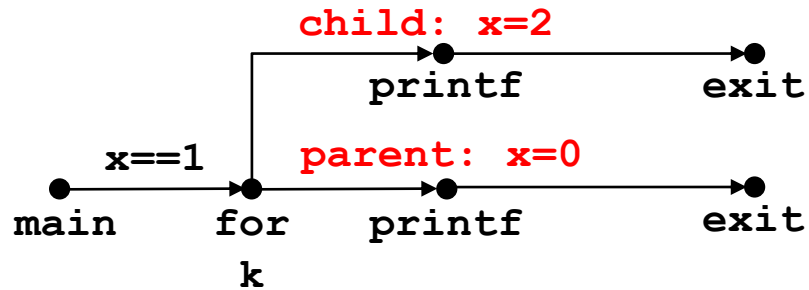 child: x=2
printf exit
x==1 parent: x=0
main for printf exit
k